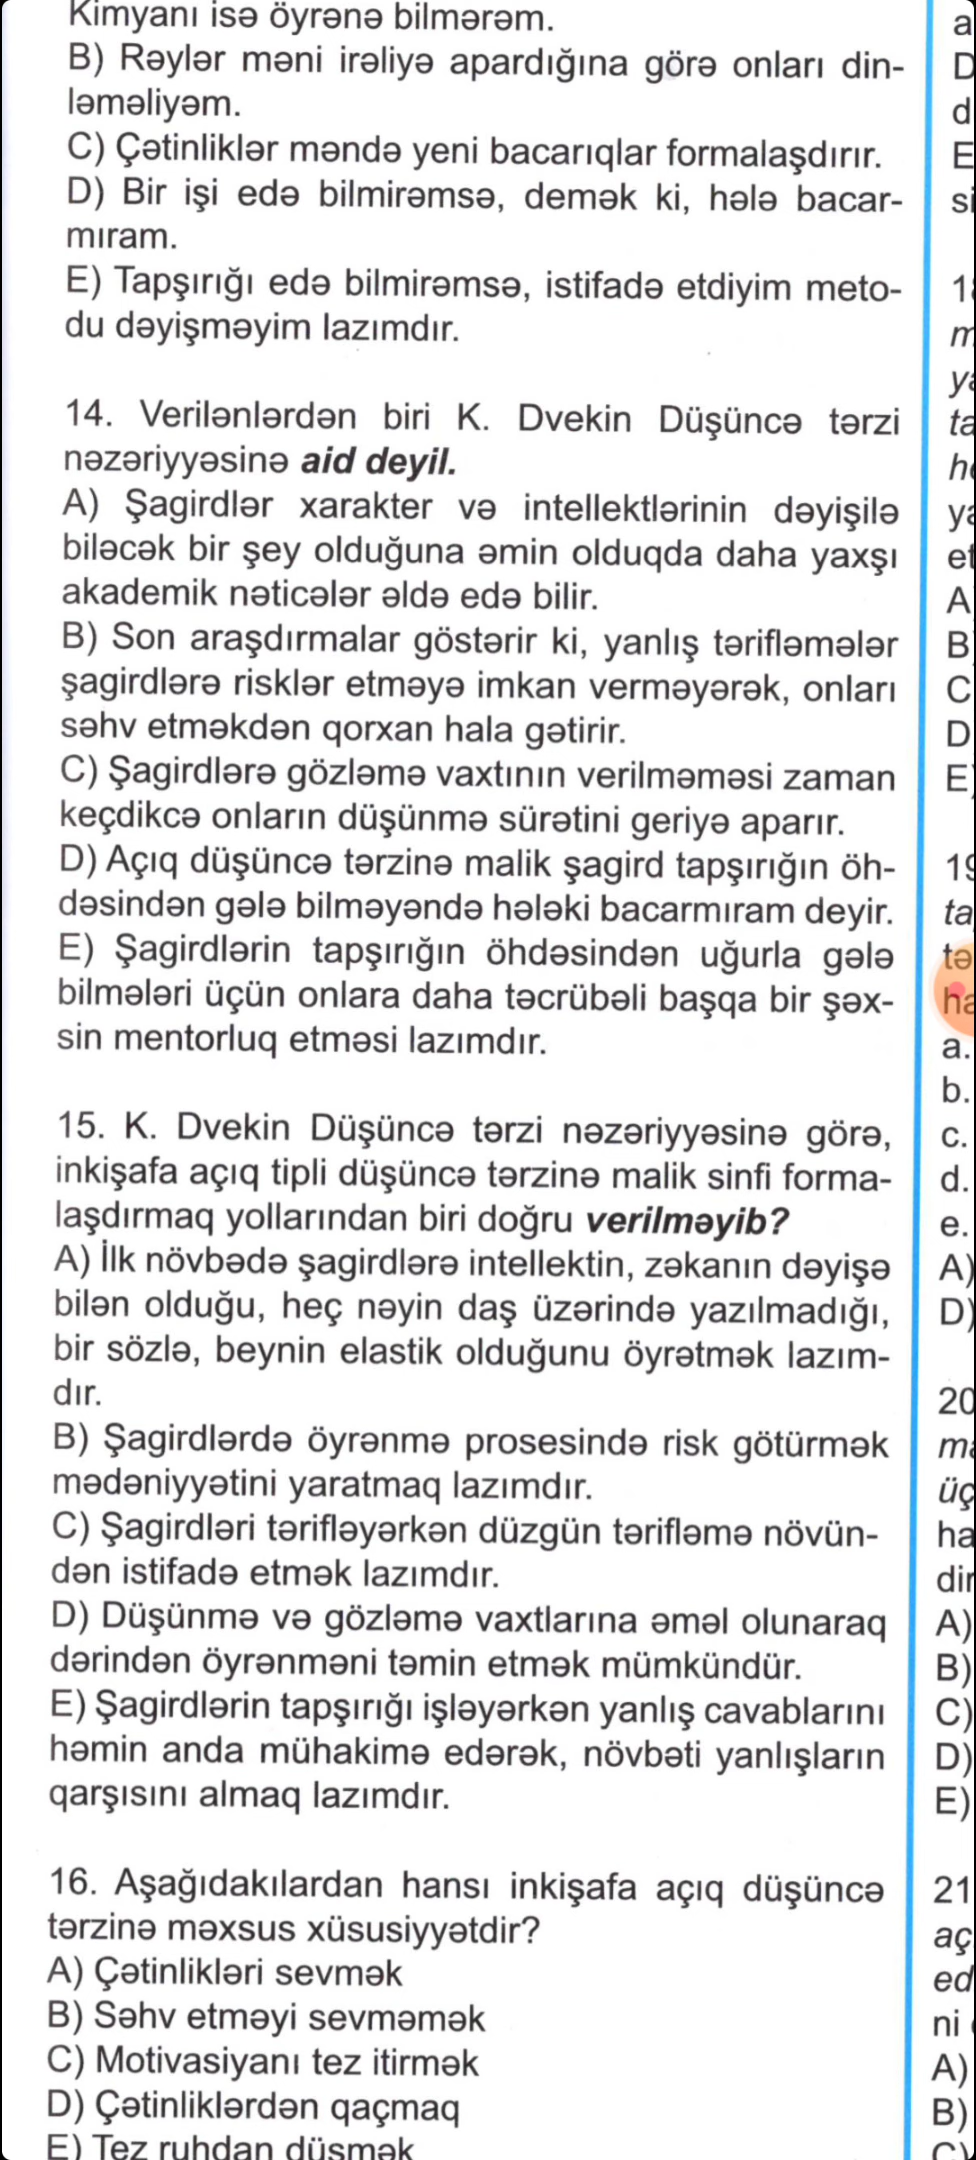 Kimyanı isə öyrənə bilmərəm.
B) Rəylər məni irəliyə apardığına görə onları din-
ləməliyəm.
C) Çətinliklər məndə yeni bacarıqlar formalaşdırır.
D) Bir işi edə bilmirəmsə, demək ki, hələ bacar-
mıram.
E) Tapşırığı edə bilmirəmsə, istifadə etdiyim meto-
du dəyişməyim lazımdır.
14. Verilənlərdən biri K. Dvekin Düşüncə tərzi
nəzəriyyəsinə aid deyil.
A) Şagirdlər xarakter və intellektlərinin dəyişilə
biləcək bir şey olduğuna əmin olduqda daha yaxşı
akademik nəticələr əldə edə bilir.
B) Son araşdırmalar göstərir ki, yanlış tərifləmələr
şagirdlərə risklər etməyə imkan verməyərək, onları
səhv etməkdən qorxan hala gətirir.
C) Şagirdlərə gözləmə vaxtının verilməməsi zaman
keçdikcə onların düşünmə sürətini geriyə aparır.
D) Açıq düşüncə tərzinə malik şagird tapşırığın öh-
dəsindən gələ bilməyəndə hələki bacarmıram deyir.
E) Şagirdlərin tapşırığın öhdəsindən uğurla gələ
bilmələri üçün onlara daha təcrübəli başqa bir şəx-
sin mentorluq etməsi lazımdır.
15. K. Dvekin Düşüncə tərzi nəzəriyyəsinə görə,
inkişafa açıq tipli düşüncə tərzinə malik sinfi forma-
laşdırmaq yollarından biri doğru verilməyib?
A) İlk növbədə şagirdlərə intellektin, zəkanın dəyişə
bilən olduğu, heç nəyin daş üzərində yazılmadığı,
bir sözlə, beynin elastik olduğunu öyrətmək lazım-
dır.
B) Şagirdlərdə öyrənmə prosesində risk götürmək
mədəniyyətini yaratmaq lazımdır.
C) Şagirdləri tərifləyərkən düzgün tərifləmə növün-
dən istifadə etmək lazımdır.
D) Düşünmə və gözləmə vaxtlarına əməl olunaraq
dərindən öyrənməni təmin etmək mümkündür.
E) Şagirdlərin tapşırığı işləyərkən yanlış cavablarını
həmin anda mühakimə edərək, növbəti yanlışların
qarşısını almaq lazımdır.
16. Aşağıdakılardan hansı inkişafa açıq düşüncə
tərzinə məxsus xüsusiyyətdir?
A) Çətinlikləri sevmək
B) Səhv etməyi sevməmək
C) Motivasiyanı tez itirmək
D) Çətinliklərdən qaçmaq
E) Tez ruhdan düşmək
D
E
A
B
C
D
E)
a.
b.
c.
d.
e.
A)
D)
20
A)
B)
C)
D)
E)
21
ni
A)
B)
C)